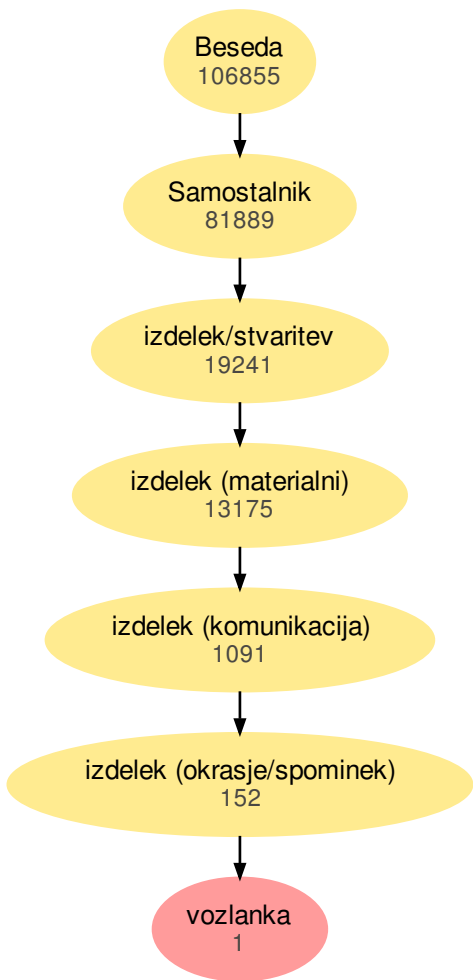 Beseda
106855
Samostalnik
81889
izdelek/stvaritev
19241
izdelek (materialni)
13175
izdelek (komunikacija)
1091
izdelek (okrasje/spominek)
152
vozlanka
1